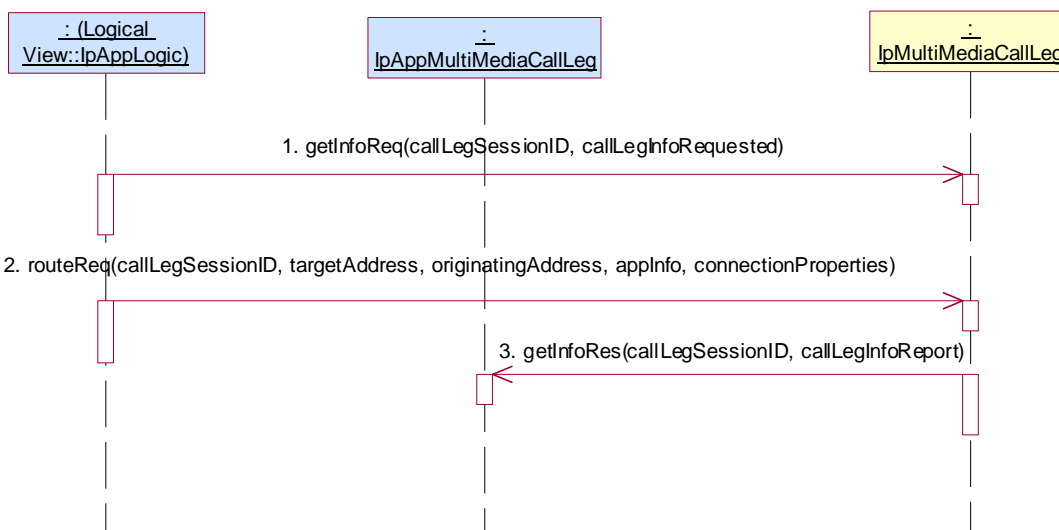 : (Logical
View::IpAppLogic)
:
IpAppMultiMediaCallLeg
:
IpMultiMediaCallLeg
1. getInfoReq(callLegSessionID, callLegInfoRequested)
2. routeReq(callLegSessionID, targetAddress, originatingAddress, appInfo, connectionProperties)
3. getInfoRes(callLegSessionID, callLegInfoReport)